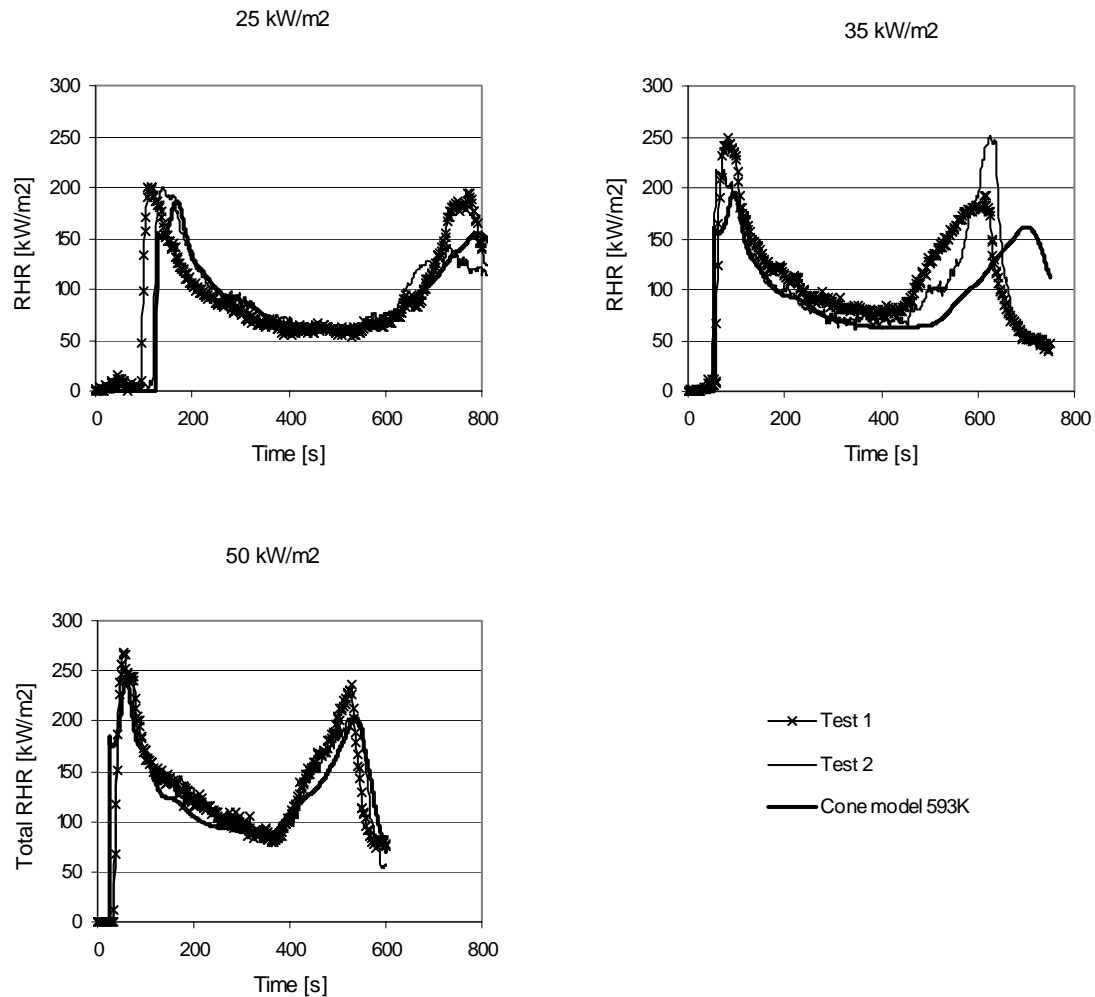 25 kW/m2
RHR [kW/m2]
300
250
200
150
100
50
0
0 200 400 600 800
Time [s]
35 kW/m2
RHR [kW/m2]
300
250
200
150
100
50
0
0 200 400 600 800
Time [s]
50 kW/m2
Total RHR [kW/m2]
300
250
200
150
100
50
0
0 200 400 600 800
Time [s]
Test 1
Test 2
Cone model 593K